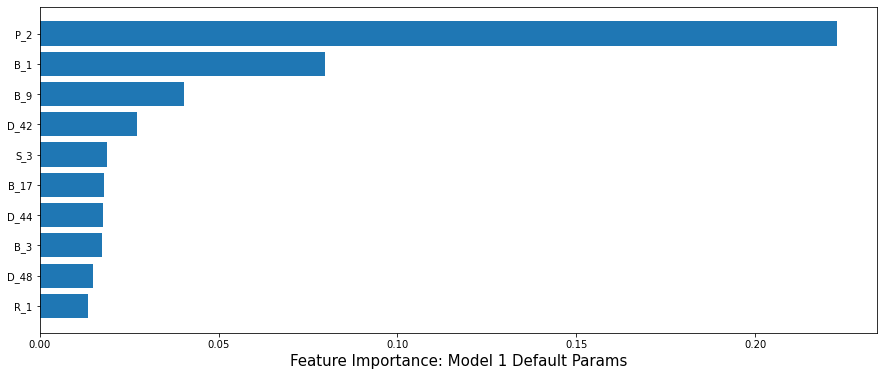 P_2
B_1
B_9
D_42
S_3
B_17
D_44
B_3
D_48
R_1
0.00 0.05 0.10 0.15 0.20
Feature Importance: Model 1 Default Params